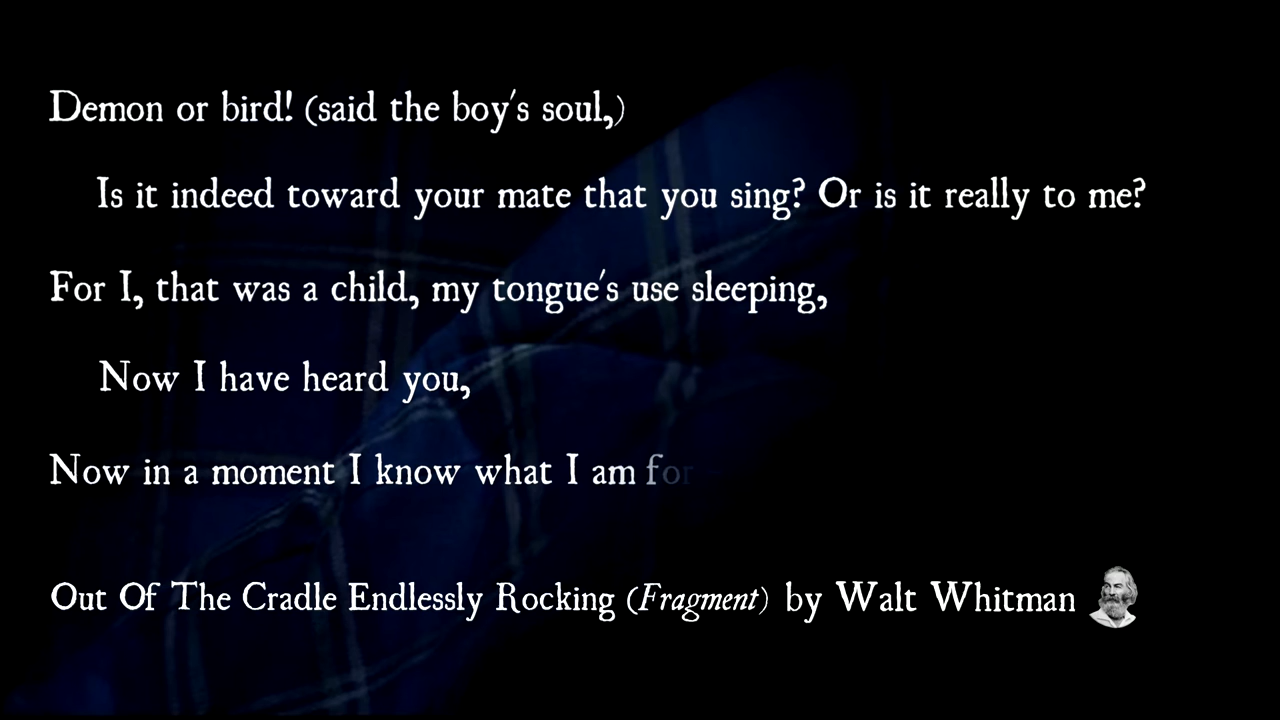 Demon or bird! (said the boy's soul,)
Is it indeed toward your mate that you sing? Or is it really to me?
For I, that was a child, my tongue's use sleeping,
Now I have heard you,
Now in a moment I know what I am for
Out Of The Cradle Endlessly Rocking (Fragment) by Walt Whitman